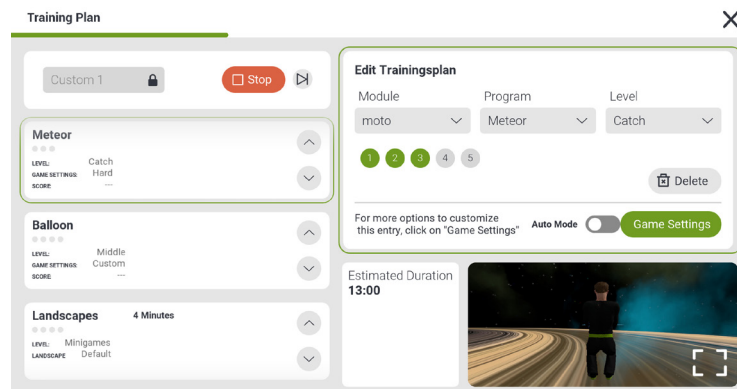 Training Plan
Custom 1
Stop
Meteor
LEVEL: Catch
GAME SETTINGS: Hard
SCORE: ---
Balloon
LEVEL: Middle
GAME SETTINGS: Custom
SCORE: ---
Landscapes 4 Minutes
LEVEL: Minigames
LANDSCAPE Default
Edit Trainingsplan
Module Program Level
moto Meteor Catch
1 2 3 4 5
Delete
For more options to customize
this entry, click on "Game Settings"
Auto Mode
Game Settings
Estimated Duration
13:00